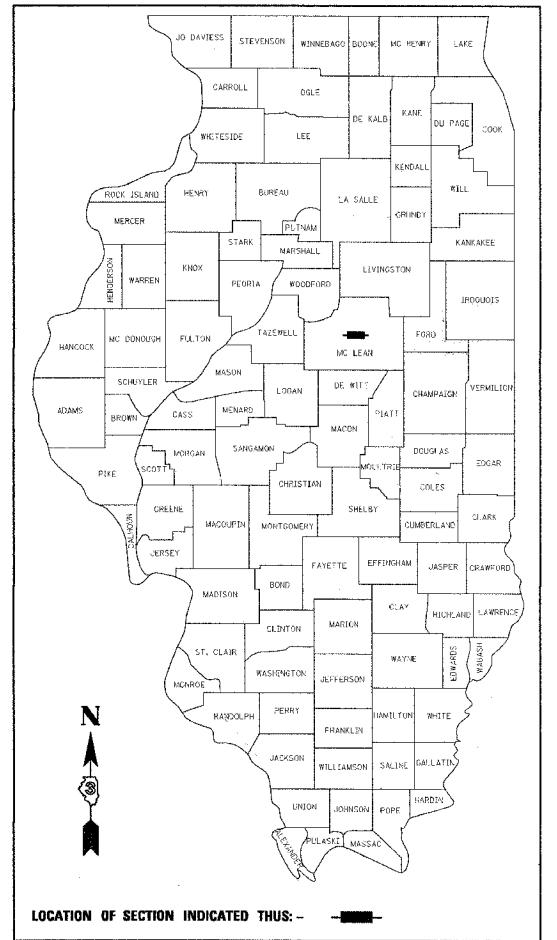 JO DAVIESS STEVENSON WINNEBAGO BOONE MC HENRY LAKE
CARROLL OGLE DE KALB KANE COOK
DU PAGE
WHITESIDE LEE
KENDALL
WILL
ROCK ISLAND HENRY BUREAU LA SALLE GRUNDY
MERCER PUTNAM
KANKAKEE
STARK MARSHALL
HENDERSON WARREN KNOX LIVINGSTON
PEORIA WOODFORD IROQUOIS
TAZEWELL FORD
HANCOCK MC DONOUGH FULTON MC LEAN
MASON
SCHUYLER LOGAN DE WITT CHAMPAIGN VERMILION
ADAMS BROWN CASS MENARD PIATT
MACON
MORGAN SANGAMON DOUGLAS
PIKE SCOTT CHRISTIAN MOULTRIE COLES EDGAR
GREENE SHELBY
CALHOUN MACOUPIN MONTGOMERY CUMBERLAND CLARK
JERSEY
FAYETTE EFFINGHAM JASPER CRAWFORD
MADISON BOND
CLAY
MARION RICHLAND LAWRENCE
CLINTON
ST. CLAIR WAYNE EDWARDS WABASH
WASHINGTON JEFFERSON
MONROE
RANDOLPH PERRY HAMILTON WHITE
FRANKLIN
JACKSON WILLIAMSON SALINE GALLATIN
HARDIN
UNION JOHNSON POPE
ALEXANDER PULASKI MASSAC
N
3
LOCATION OF SECTION INDICATED THUS: -